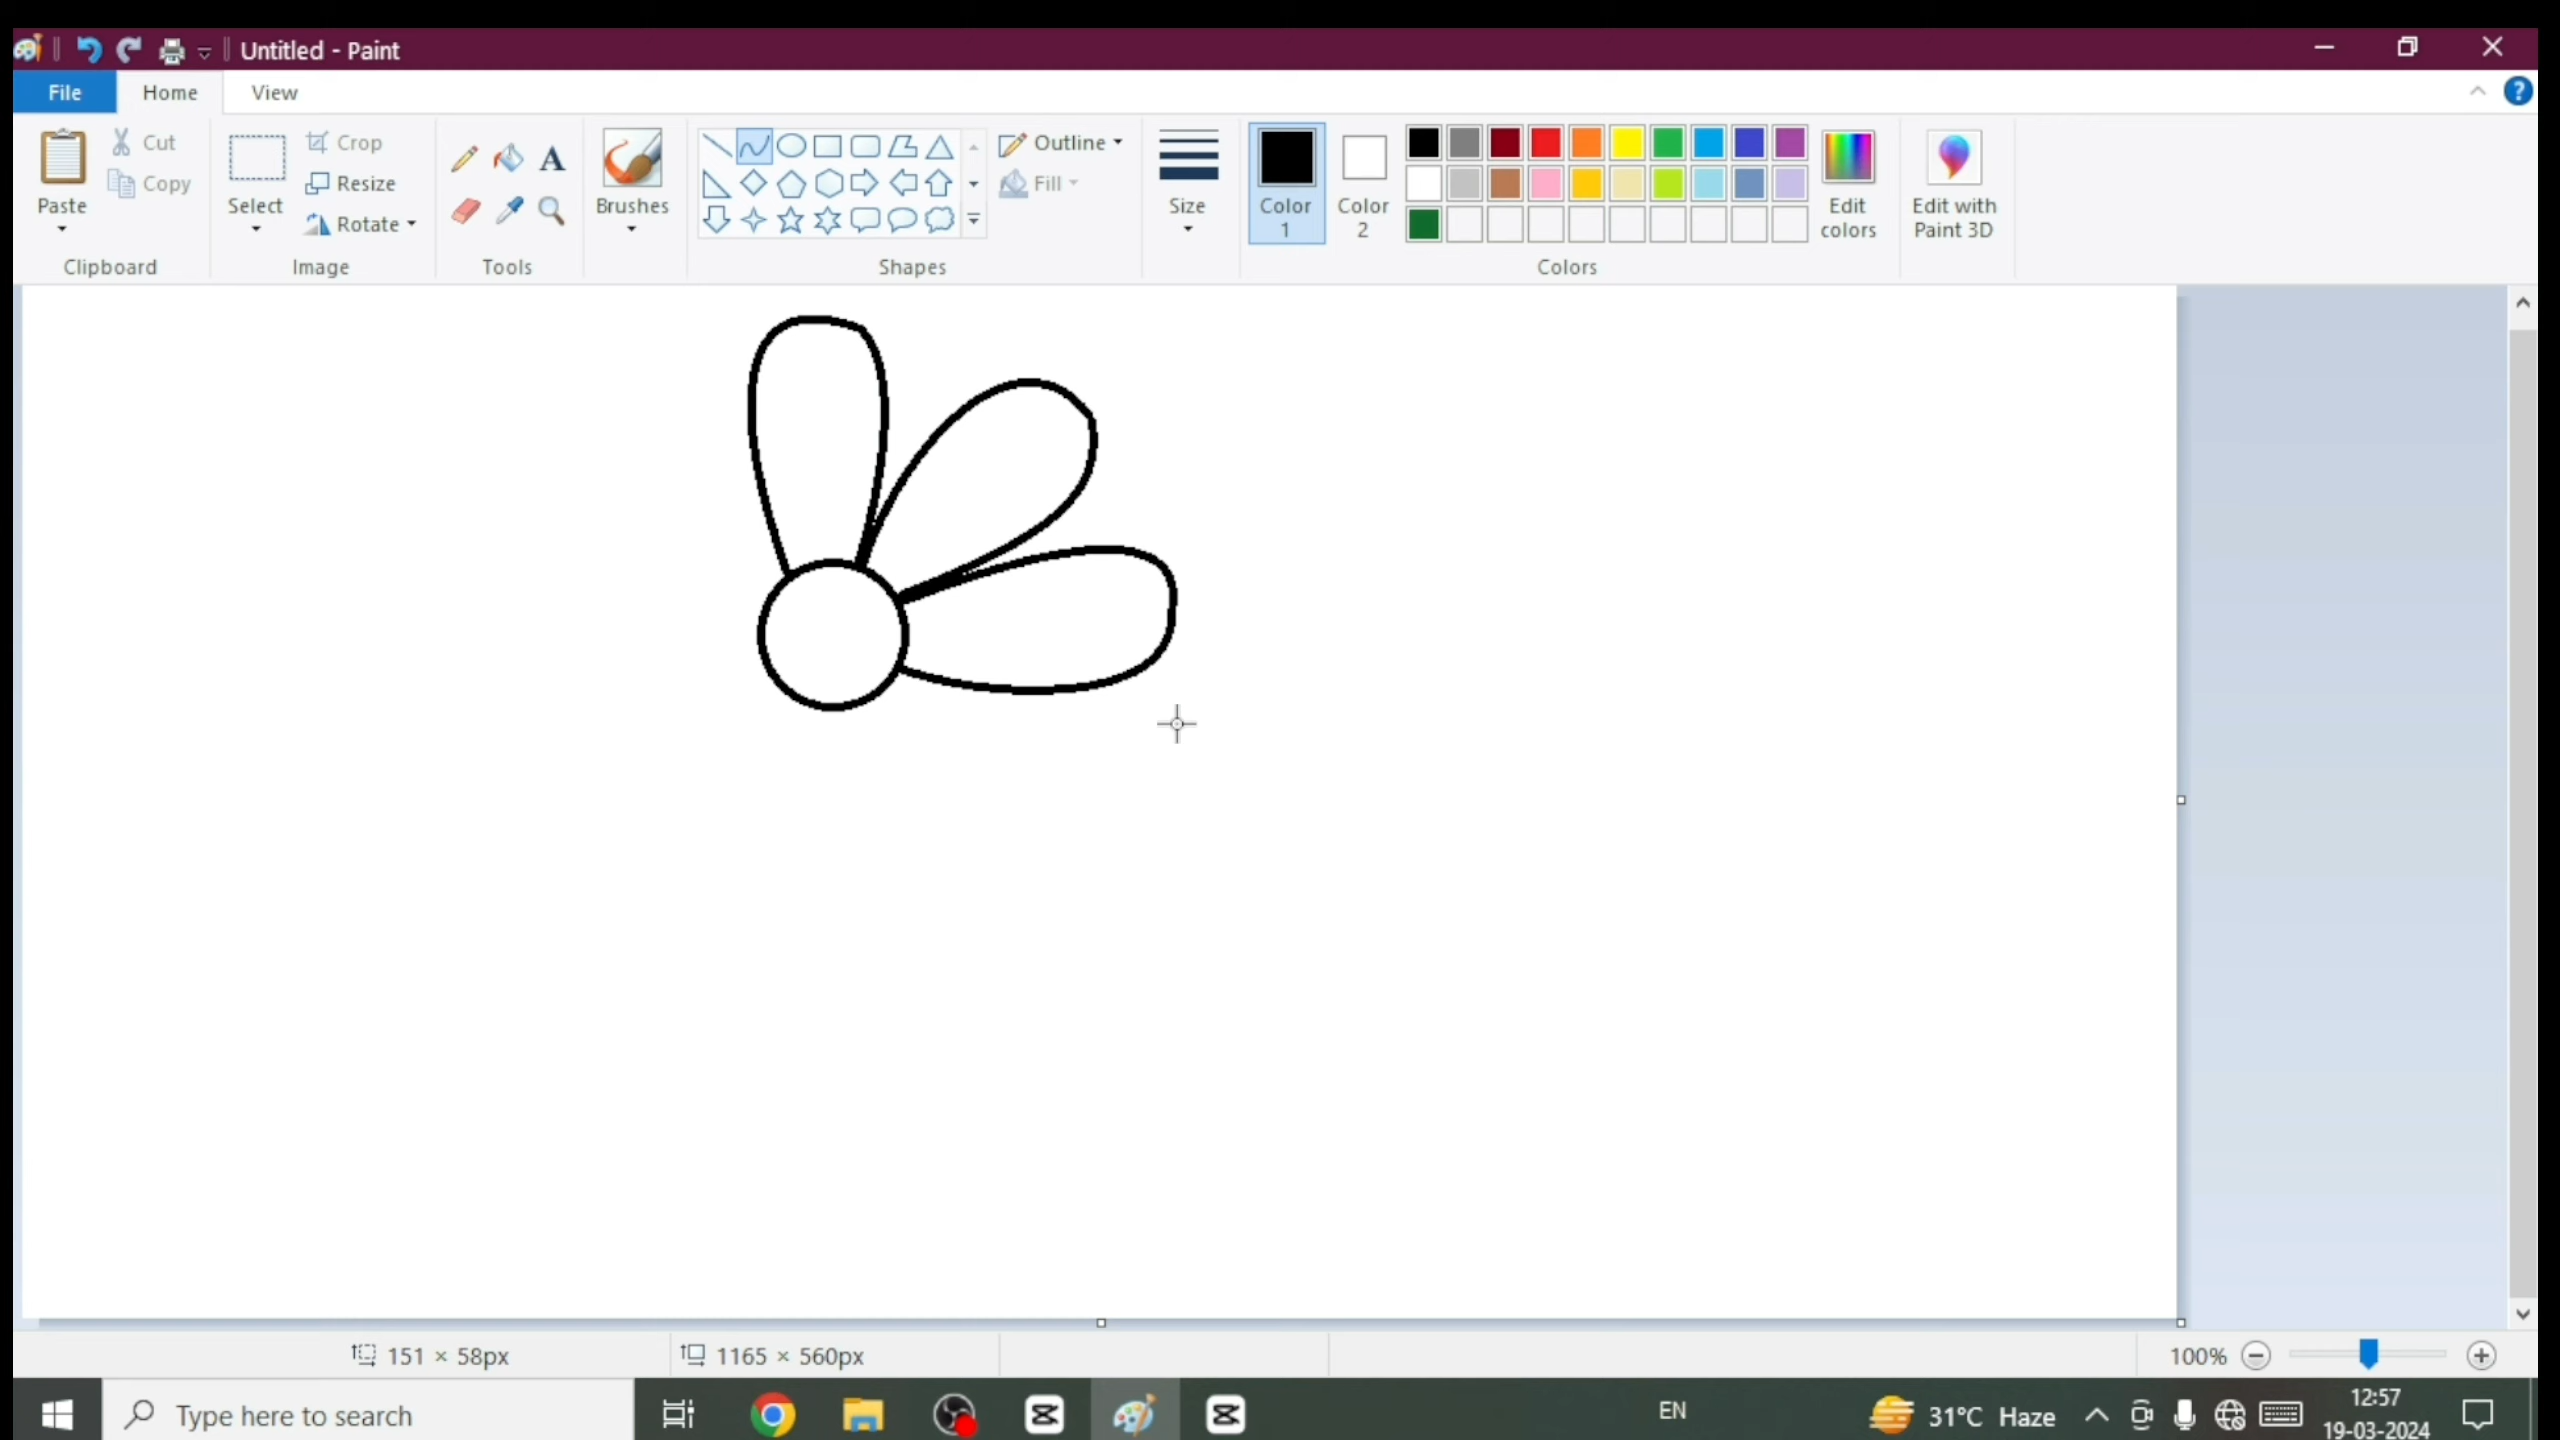 Untitled - Paint
File Home View
Cut Crop Outline
Copy Resize Fill
Paste Select Rotate Brushes Size Color 1 Color 2 Edit colors Edit with Paint 3D
Clipboard Image Tools Shapes Colors
A
?
151 × 58px 1165 × 560px 100%
Type here to search EN 31°C Haze 12:57
19-03-2024